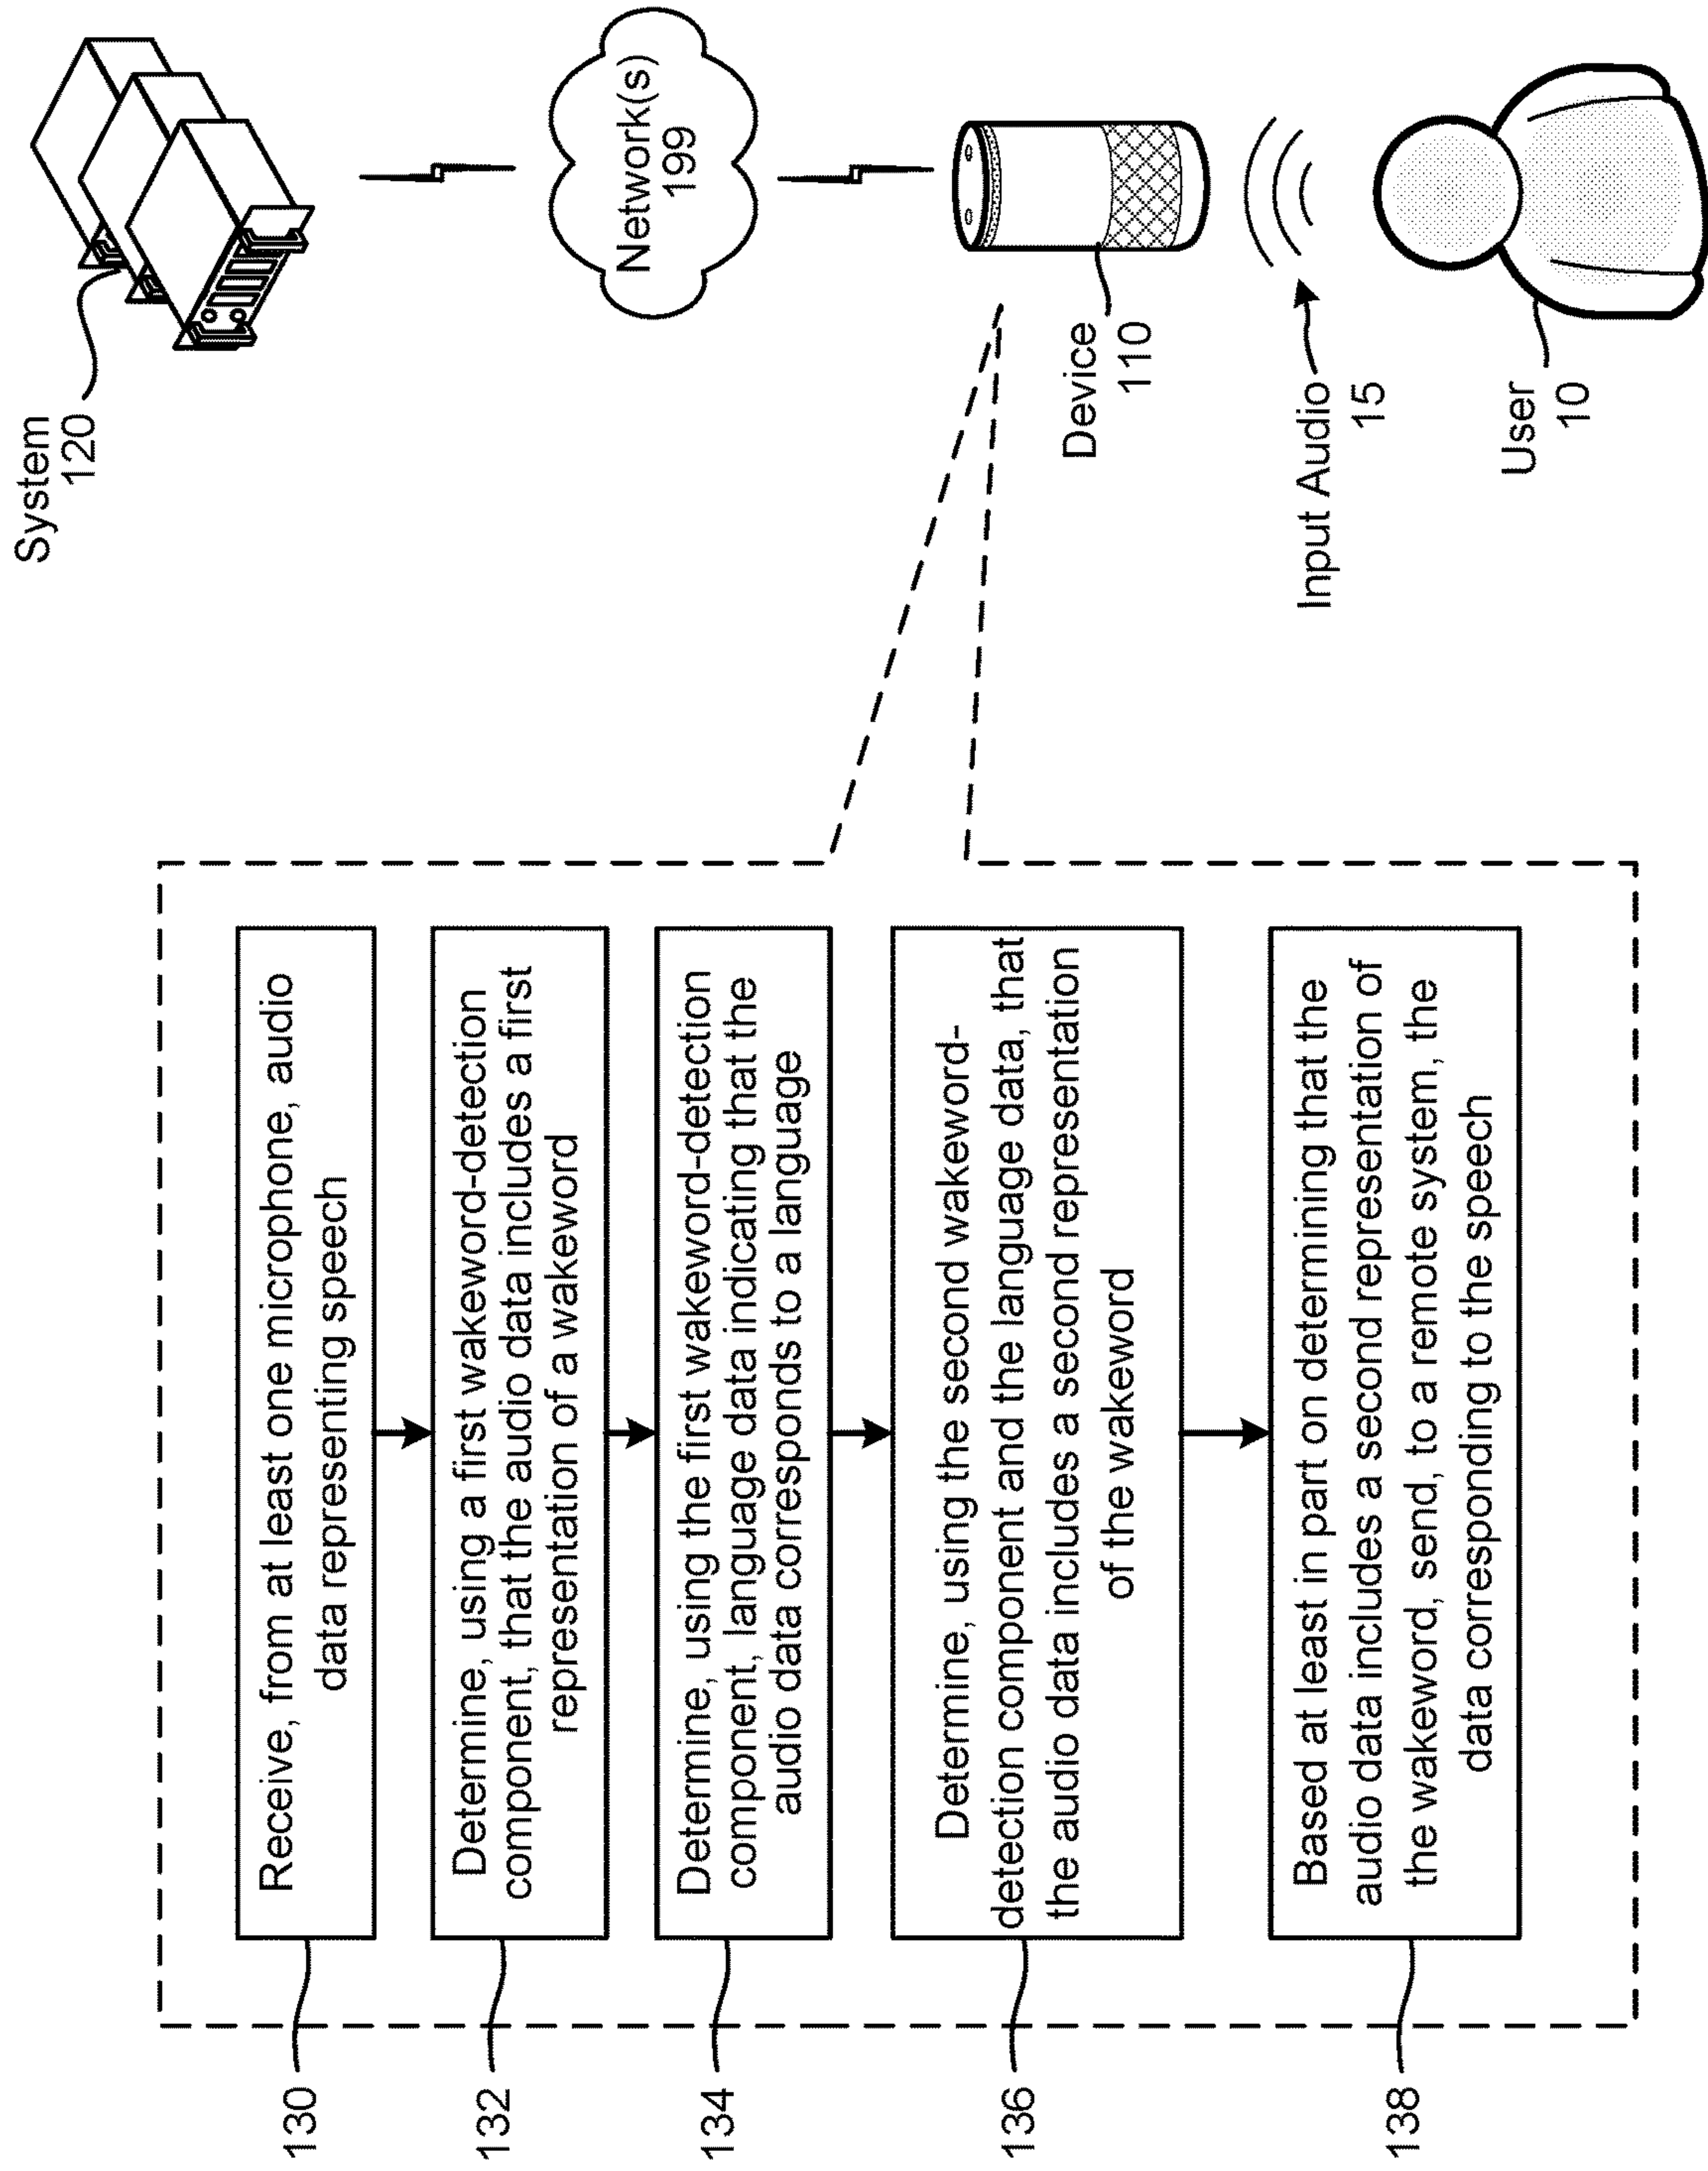 130
Receive, from at least one microphone, audio
data representing speech
132
Determine, using a first wakeword-detection
component, that the audio data includes a first
representation of a wakeword
134
Determine, using the first wakeword-detection
component, language data indicating that the
audio data corresponds to a language
136
Determine, using the second wakeword-
detection component and the language data, that
the audio data includes a second representation
of the wakeword
138
Based at least in part on determining that the
audio data includes a second representation of
the wakeword, send, to a remote system, the
data corresponding to the speech
System
120
Network(s)
199
Device
110
Input Audio
15
User
10